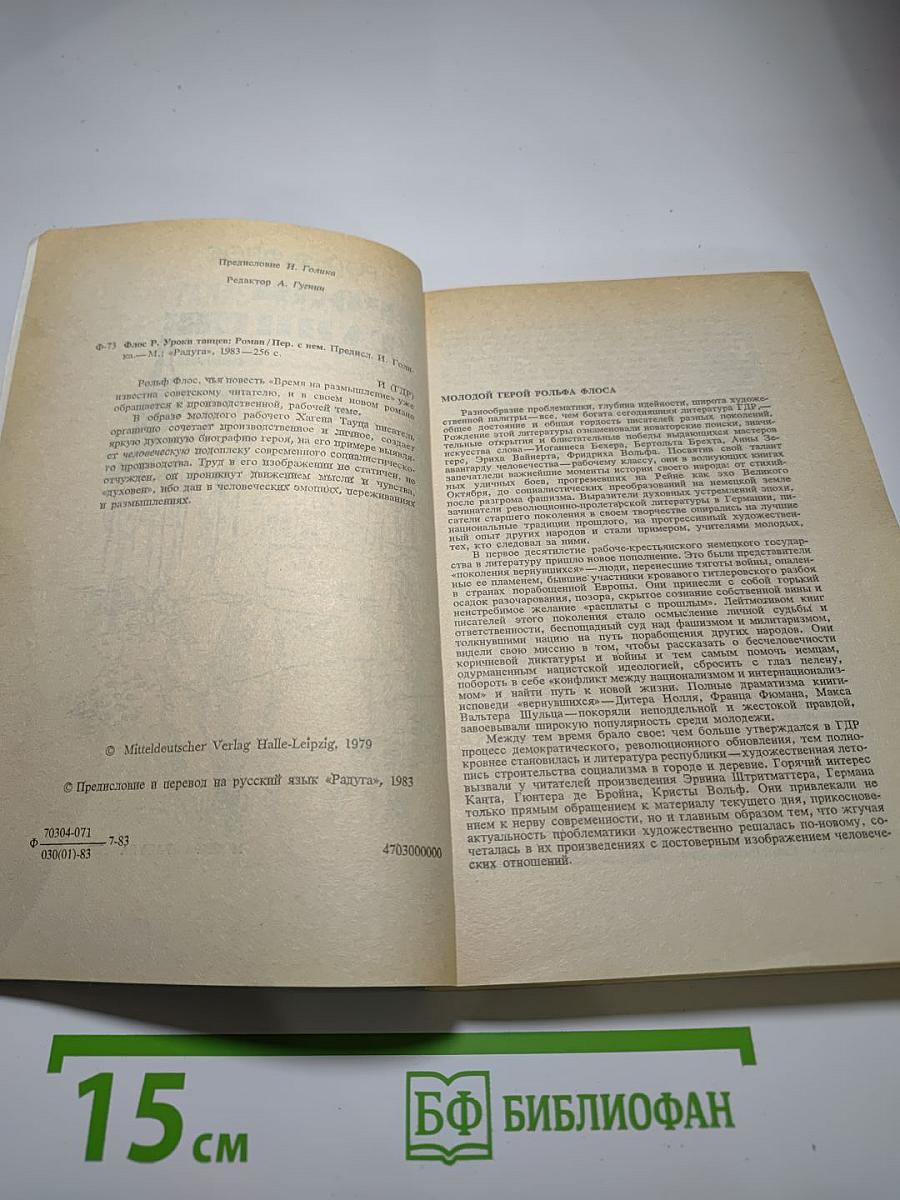 Предисловие И. Голика
Редактор А. Гугнин
Ф-73 Флос Р. Уроки танцев: Роман / Пер. с нем. Предисл. И. Голи-
ка.—М.: «Радуга», 1983—256 с.
И (ГДР)
Рольф Флос, чья повесть «Время на размышление» уже
известна советскому читателю, и в своем новом романе
обращается к производственной, рабочей теме.
В образе молодого рабочего Хагена Тауца писатель,
органично сочетает производственное и личное, создает
яркую духовную биографию героя, на его примере выявля-
ет человеческую подоплеку современного социалистическо-
го производства. Труд в его изображении не статичен, не
отчужден, он проникнут движением мысли и чувства,
«духовен», ибо дан в человеческих эмоциях, переживаниях
и размышлениях.
© Mitteldeutscher Verlag Halle-Leipzig, 1979
© Предисловие и перевод на русский язык «Радуга», 1983
Ф 70304-071
030(01)-83 7-83
4703000000
МОЛОДОЙ ГЕРОЙ РОЛЬФА ФЛОСА
Разнообразие проблематики, глубина идейности, широта художе-
ственной палитры—все, чем богата сегодняшняя литература ГДР,—
общее достояние и общая гордость писателей разных поколений.
Рождение этой литературы ознаменовали новаторские поиски, значи-
тельные открытия и блистательные победы выдающихся мастеров
искусства слова—Иоганнеса Бехера, Бертольта Брехта, Анны Зе-
герс, Эриха Вайнерта, Фридриха Вольфа. Посвятив свой талант
авангарду человечества—рабочему классу, они в волнующих книгах
запечатлели важнейшие моменты истории своего народа: от стихий-
ных уличных боев, прогремевших на Рейне как эхо Великого
Октября, до социалистических преобразований на немецкой земле
после разгрома фашизма. Выразители духовных устремлений эпохи,
зачинатели революционно-пролетарской литературы в Германии, пи-
сатели старшего поколения в своем творчестве опирались на лучшие
национальные традиции прошлого, на прогрессивный художествен-
ный опыт других народов и стали примером, учителями молодых,
тех, кто следовал за ними.
В первое десятилетие рабоче-крестьянского немецкого государ-
ства в литературу пришло новое пополнение. Это были представители
«поколения вернувшихся»—люди, перенесшие тяготы войны, опален-
ные ее пламенем, бывшие участники кровавого гитлеровского разбоя
в странах порабощенной Европы. Они принесли с собой горький
осадок разочарования, позора, скрытое сознание собственной вины и
неистребимое желание «расплаты с прошлым». Лейтмотивом книг
писателей этого поколения стало осмысление личной судьбы и
ответственности, беспощадный суд над фашизмом и милитаризмом,
толкнувшими нацию на путь порабощения других народов. Они
видели свою миссию в том, чтобы рассказать о бесчеловечности
коричневой диктатуры и войны и тем самым помочь немцам,
одурманенным нацистской идеологией, сбросить с глаз пелену,
побороть в себе «конфликт между национализмом и интернационализ-
мом» и найти путь к новой жизни. Полные драматизма книги-
исповеди «вернувшихся»—Дитера Нолля, Франца Фюмана, Макса
Вальтера Шульца—покоряли неподдельной и жестокой правдой,
завоевывали широкую популярность среди молодежи.
Между тем время брало свое: чем больше утверждался в ГДР
процесс демократического, революционного обновления, тем полно-
кровнее становилась и литература республики—художественная лето-
пись строительства социализма в городе и деревне. Горячий интерес
вызвали у читателей произведения Эрвина Штритматтера, Германа
Канта, Гюнтера де Бройна, Кристы Вольф. Они привлекали не
только прямым обращением к материалу текущего дня, прикоснове-
нием к нерву современности, но и главным образом тем, что жгучая
актуальность проблематики художественно решалась по-новому, со-
четалась в их произведениях с достоверным изображением человече-
ских отношений.
15 см
БФ БИБЛИОФАН